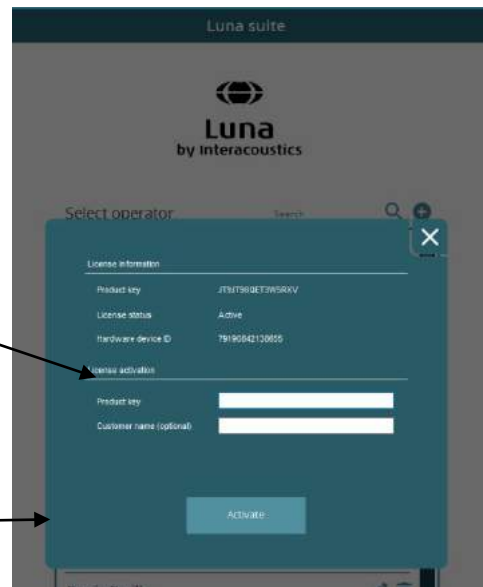 Luna suite
Luna
by Interacoustics
Select operator Search
License information
Product key
License status Active
Hardware device ID 79190842130655
License activation
Product key
Customer name (optional)
Activate